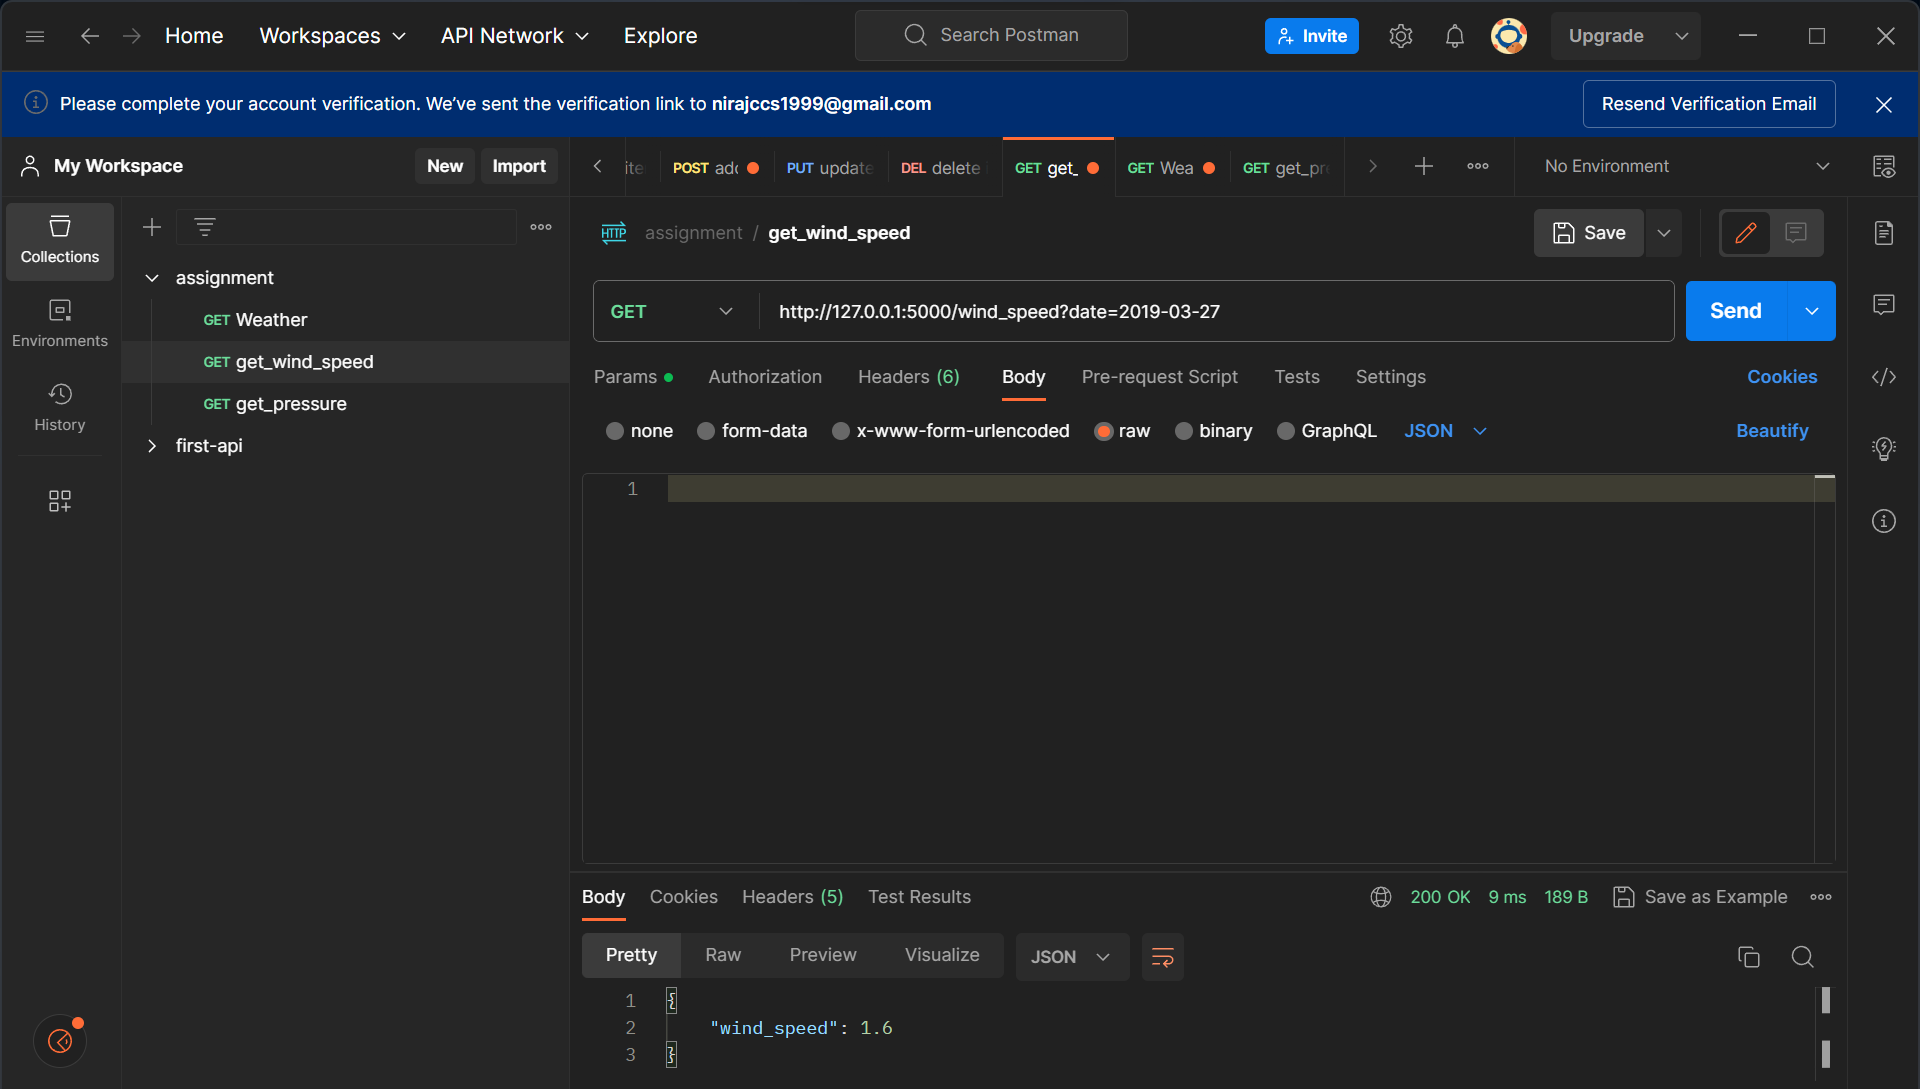 Home Workspaces API Network Explore Search Postman Invite Upgrade
Please complete your account verification. We've sent the verification link to nirajccs1999@gmail.com Resend Verification Email
My Workspace New Import
POST PUT update DEL delete GET get_ GET Wea GET get_pr No Environment
Collections
Environments
History
assignment
GET Weather
GET get_wind_speed
GET get_pressure
first-api
HTTP assignment / get_wind_speed Save
GET http://127.0.0.1:5000/wind_speed?date=2019-03-27 Send
Params Authorization Headers (6) Body Pre-request Script Tests Settings Cookies
none form-data x-www-form-urlencoded raw binary GraphQL JSON Beautify
1
Body Cookies Headers (5) Test Results 200 OK 9 ms 189 B Save as Example
Pretty Raw Preview Visualize JSON
1 {
2 "wind_speed": 1.6
3 }